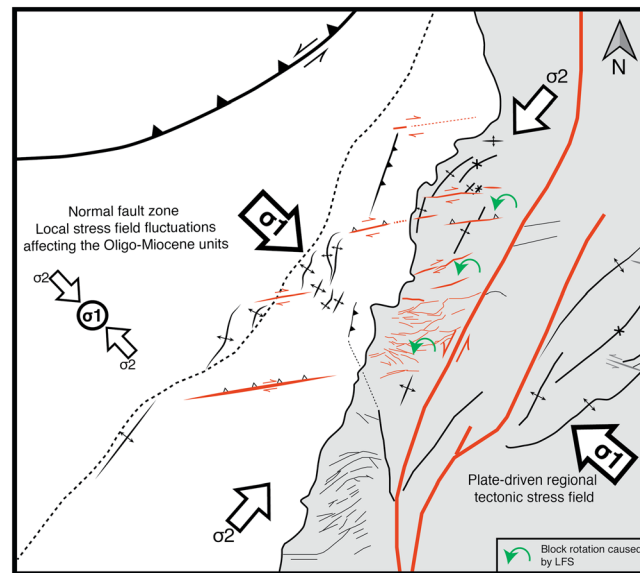 N
σ2
σ1
Normal fault zone
Local stress field fluctuations
affecting the Oligo-Miocene units
σ2
σ1
σ2
σ1
Plate-driven regional
tectonic stress field
σ2
Block rotation caused
by LFS